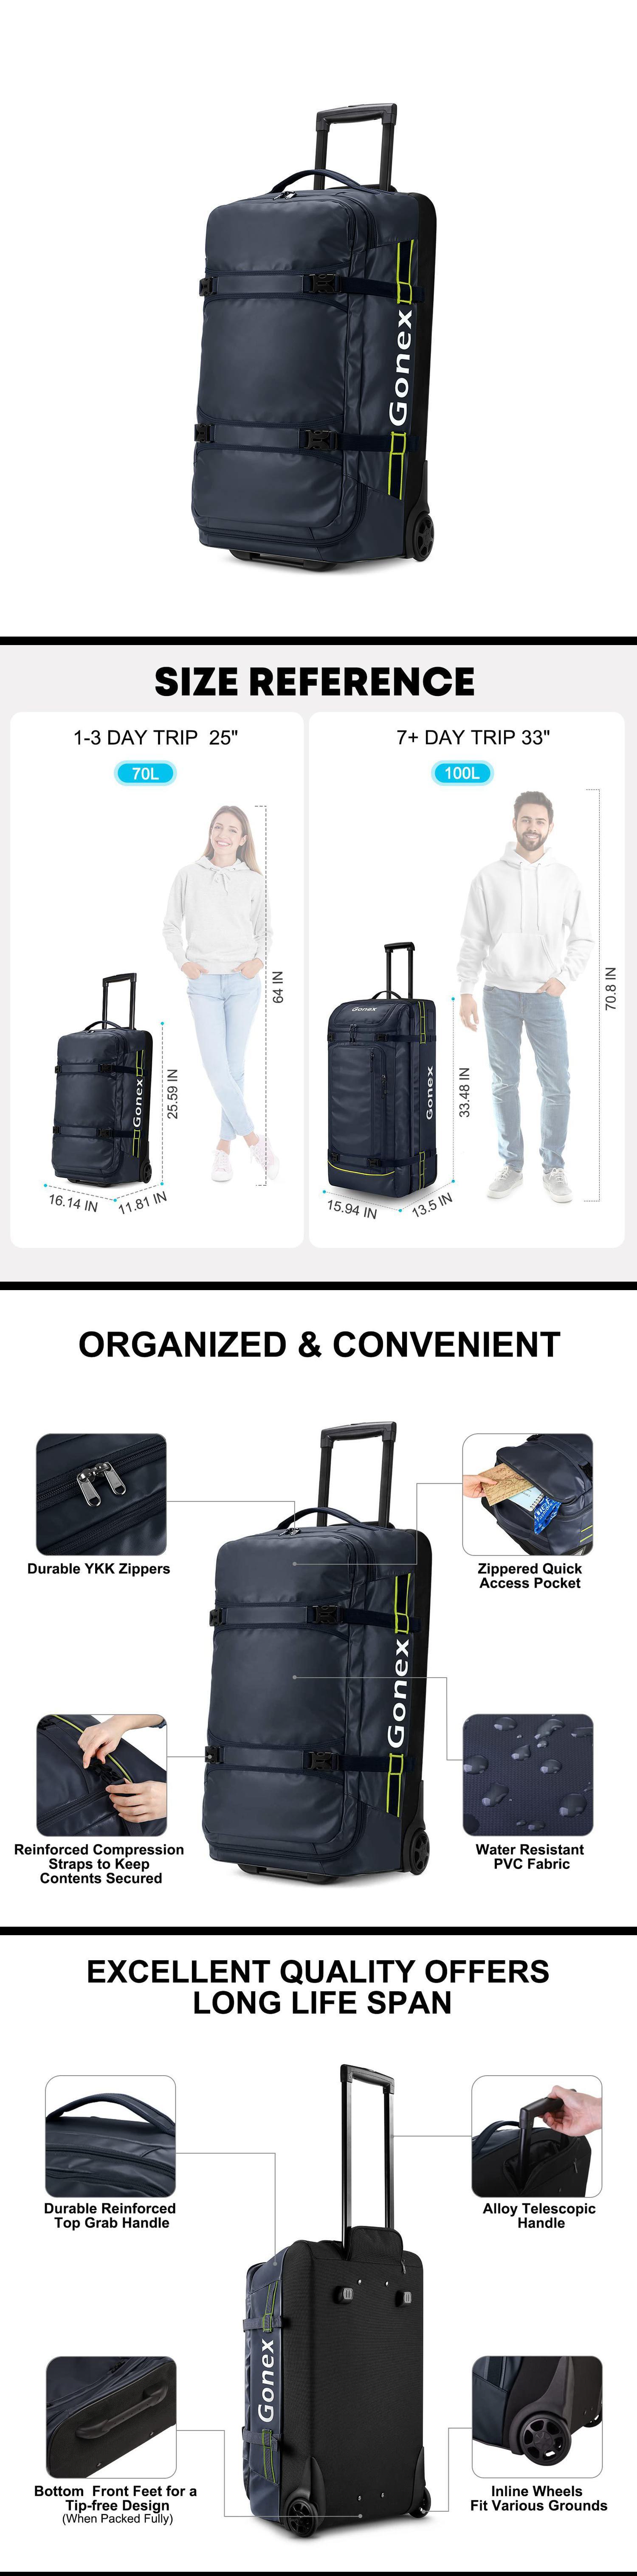 Gonex
SIZE REFERENCE
1-3 DAY TRIP 25"
70L
64 IN
25.59 IN
Gonex
16.14 IN
11.81 IN
7+ DAY TRIP 33"
100L
70.8 IN
Gonex
Gonex
33.48 IN
15.94 IN
13.5 IN
ORGANIZED & CONVENIENT
Durable YKK Zippers
Zippered Quick
Access Pocket
Gonex
Reinforced Compression
Straps to Keep
Contents Secured
Water Resistant
PVC Fabric
EXCELLENT QUALITY OFFERS
LONG LIFE SPAN
Durable Reinforced
Top Grab Handle
Alloy Telescopic
Handle
Gonex
Bottom Front Feet for a
Tip-free Design
(When Packed Fully)
Inline Wheels
Fit Various Grounds